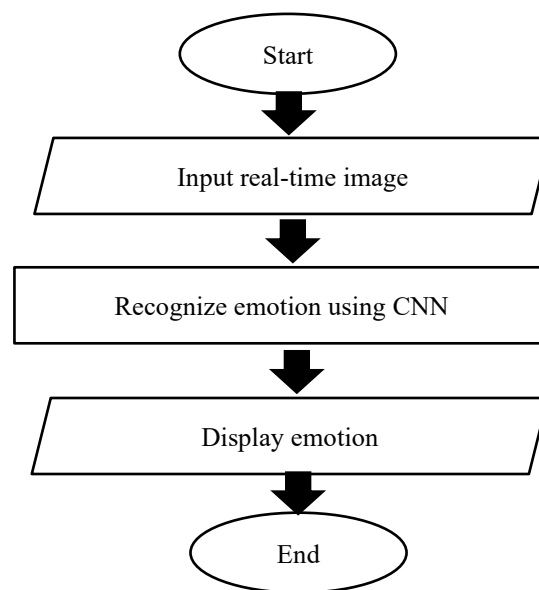 Start
Input real-time image
Recognize emotion using CNN
Display emotion
End